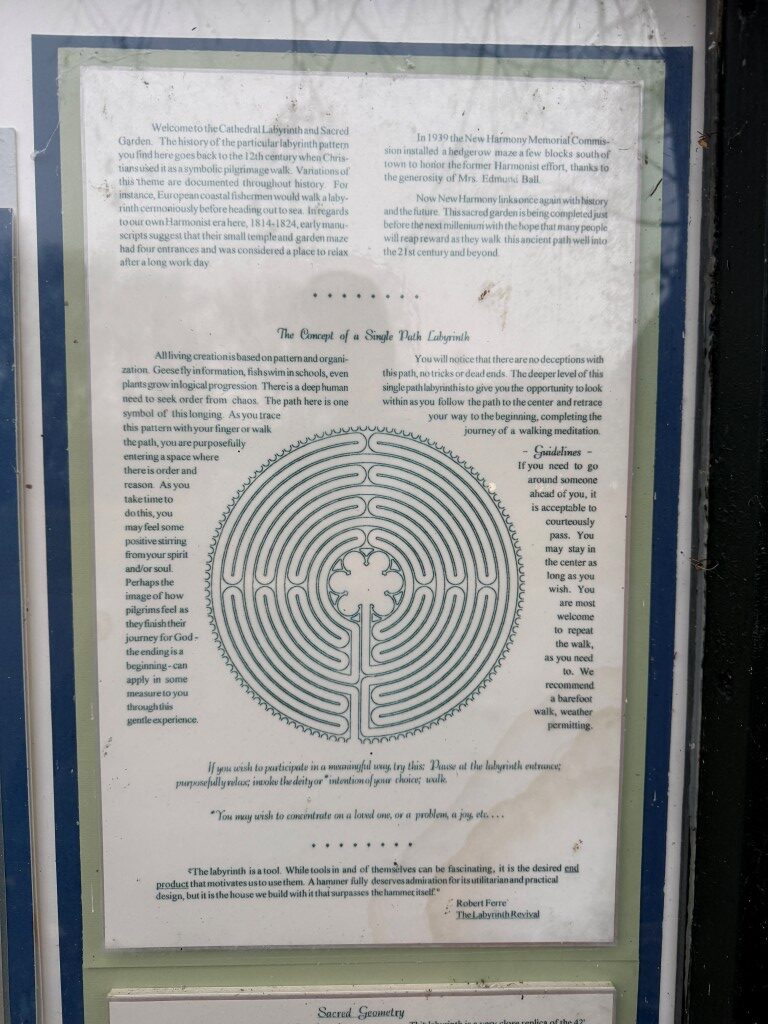 Welcome to the Cathedral Labyrinth and Sacred
Garden. The history of the particular labyrinth pattern
you find here goes back to the 12th century when Chris-
tians used it as a symbolic pilgrimage walk. Variations of
this theme are documented throughout history. For
instance, European coastal fishermen would walk a laby-
rinth cermoniously before heading out to sea. In regards
to our own Harmonist era here, 1814-1824, early manu-
scripts suggest that their small temple and garden maze
had four entrances and was considered a place to relax
after a long work day
In 1939 the New Harmony Memorial Commis-
sion installed a hedgerow maze a few blocks south of
town to honor the former Harmonist effort, thanks to
the generosity of Mrs. Edmund Ball.
Now New Harmony links once again with history
and the future. This sacred garden is being completed just
before the next millenium with the hope that many people
will reap reward as they walk this ancient path well into
the 21st century and beyond.
The Concept of a Single Path Labyrinth
All living creation is based on pattern and organi-
zation. Geese fly in formation, fish swim in schools, even
plants grow in logical progression. There is a deep human
need to seek order from chaos. The path here is one
symbol of this longing. As you trace
this pattern with your finger or walk
the path, you are purposefully
entering a space where
there is order and
reason. As you
take time to
do this, you
may feel some
positive stirring
from your spirit
and/or soul.
Perhaps the
image of how
pilgrims feel as
they finish their
journey for God -
the ending is a
beginning - can
apply in some
measure to you
through this
gentle experience.
You will notice that there are no deceptions with
this path, no tricks or dead ends. The deeper level of this
single path labyrinth is to give you the opportunity to look
within as you follow the path to the center and retrace
your way to the beginning, completing the
journey of a walking meditation.
- Guidelines -
If you need to go
around someone
ahead of you, it
is acceptable to
courteously
pass. You
may stay in
the center as
long as you
wish. You
are most
welcome
to repeat
the walk,
as you need
to. We
recommend
a barefoot
walk, weather
permitting.
If you wish to participate in a meaningful way, try this: Pause at the labyrinth entrance;
purposefully relax; invoke the deity or *intention of your choice; walk.
*You may wish to concentrate on a loved one, or a problem, a joy, etc. . . .
"The labyrinth is a tool. While tools in and of themselves can be fascinating, it is the desired end
product that motivates us to use them. A hammer fully deserves admiration for its utilitarian and practical
design, but it is the house we build with it that surpasses the hammer itself."
Robert Ferre
The Labyrinth Revival
Sacred Geometry
This labyrinth is a very close replica of the 42'